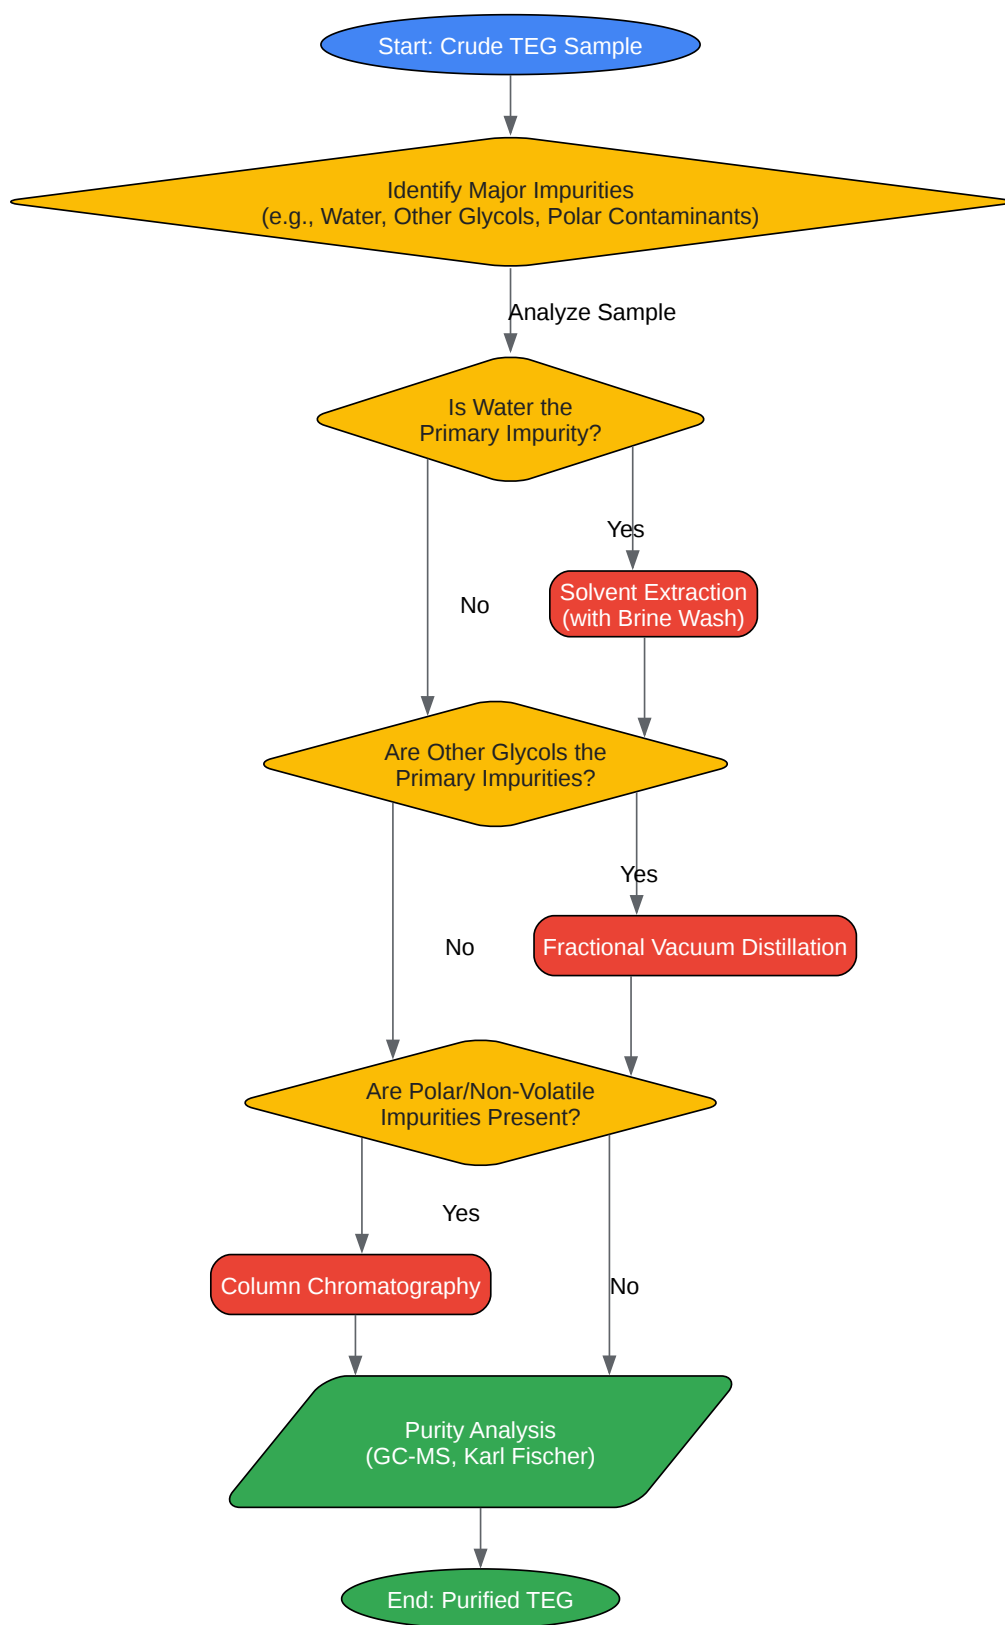 Start: Crude TEG Sample
Identify Major Impurities
(e.g., Water, Other Glycols, Polar Contaminants)
Analyze Sample
Is Water the
Primary Impurity?
Yes
Solvent Extraction
(with Brine Wash)
No
Are Other Glycols the
Primary Impurities?
Yes
Fractional Vacuum Distillation
No
Are Polar/Non-Volatile
Impurities Present?
Yes
Column Chromatography
No
Purity Analysis
(GC-MS, Karl Fischer)
End: Purified TEG